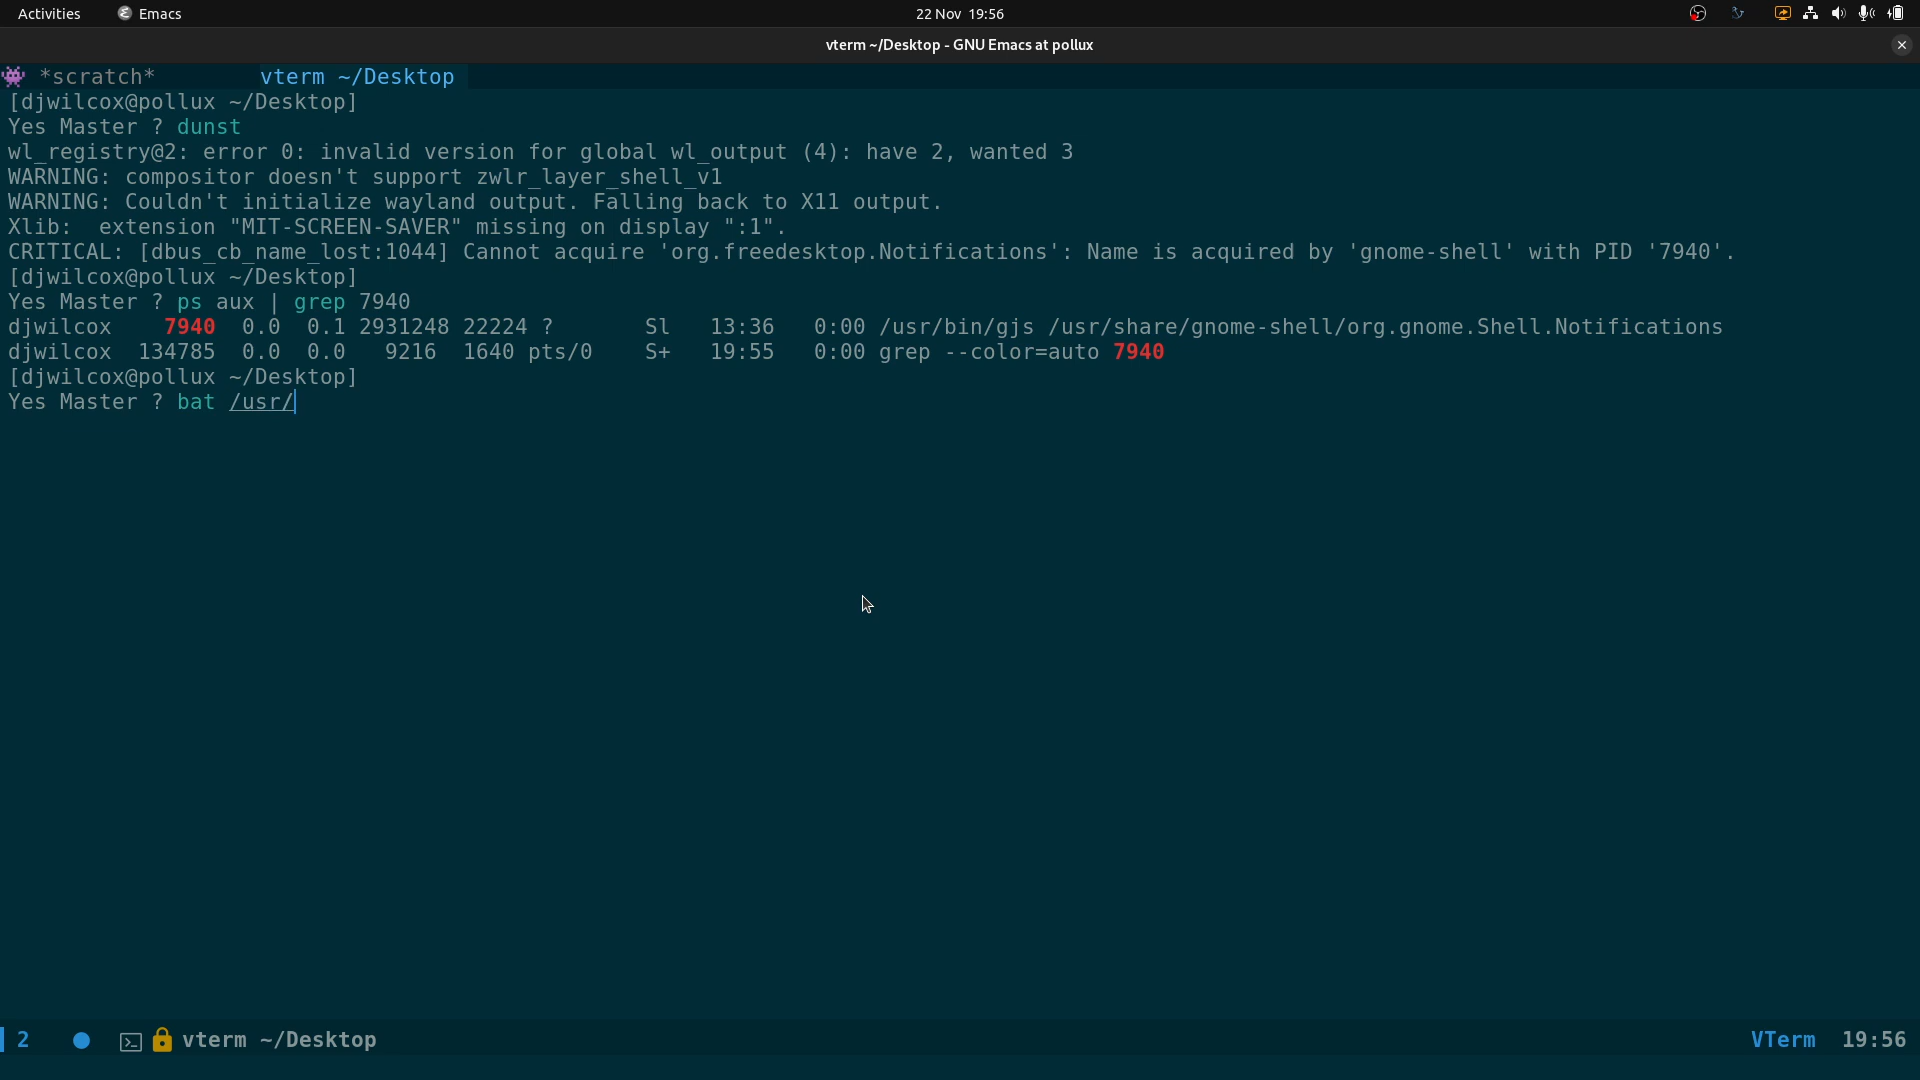 Activities Emacs 22 Nov 19:56
vterm ~/Desktop - GNU Emacs at pollux
*scratch* vterm ~/Desktop
[djwilcox@pollux ~/Desktop]
Yes Master ? dunst
wl_registry@2: error 0: invalid version for global wl_output (4): have 2, wanted 3
WARNING: compositor doesn't support zwlr_layer_shell_v1
WARNING: Couldn't initialize wayland output. Falling back to X11 output.
Xlib:  extension "MIT-SCREEN-SAVER" missing on display ":1".
CRITICAL: [dbus_cb_name_lost:1044] Cannot acquire 'org.freedesktop.Notifications': Name is acquired by 'gnome-shell' with PID '7940'.
[djwilcox@pollux ~/Desktop]
Yes Master ? ps aux | grep 7940
djwilcox    7940  0.0  0.1 2931248 22224 ?       Sl   13:36   0:00 /usr/bin/gjs /usr/share/gnome-shell/org.gnome.Shell.Notifications
djwilcox  134785  0.0  0.0   9216  1640 pts/0    S+   19:55   0:00 grep --color=auto 7940
[djwilcox@pollux ~/Desktop]
Yes Master ? bat /usr/
2 vterm ~/Desktop VTerm 19:56